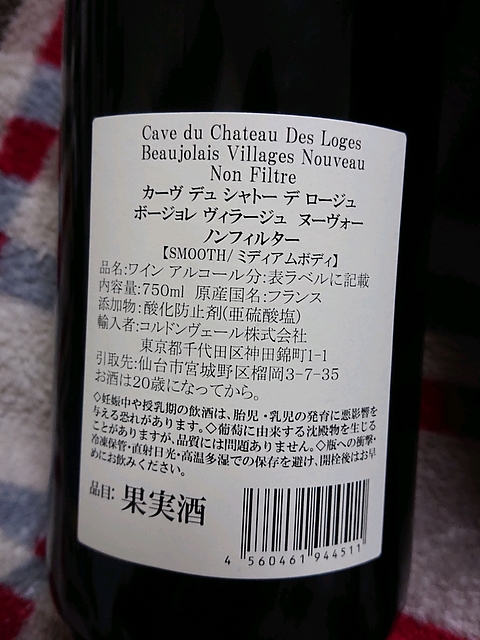 Cave du Chateau Des Loges
Beaujolais Villages Nouveau
Non Filtre
カーヴ デュ シャトー デ ロージュ
ボージョレ ヴィラージュ ヌーヴォー
ノンフィルター
【SMOOTH/ミディアムボディ】
品名:ワイン アルコール分:表ラベルに記載
内容量:750ml 原産国名:フランス
添加物:酸化防止剤(亜硫酸塩)
輸入者:コルドンヴェール株式会社
東京都千代田区神田錦町1-1
引取先:仙台市宮城野区榴岡3-7-35
お酒は20歳になってから。
◇妊娠中や授乳期の飲酒は、胎児・乳児の発育に悪影響を
与える恐れがあります。◇葡萄に由来する沈殿物を生じる
ことがありますが、品質には問題ありません。◇瓶への衝撃・
冷凍保管・直射日光・高温多湿での保存を避け、開栓後はお早
めにお飲みください。
品目:果実酒
4 560461 944511